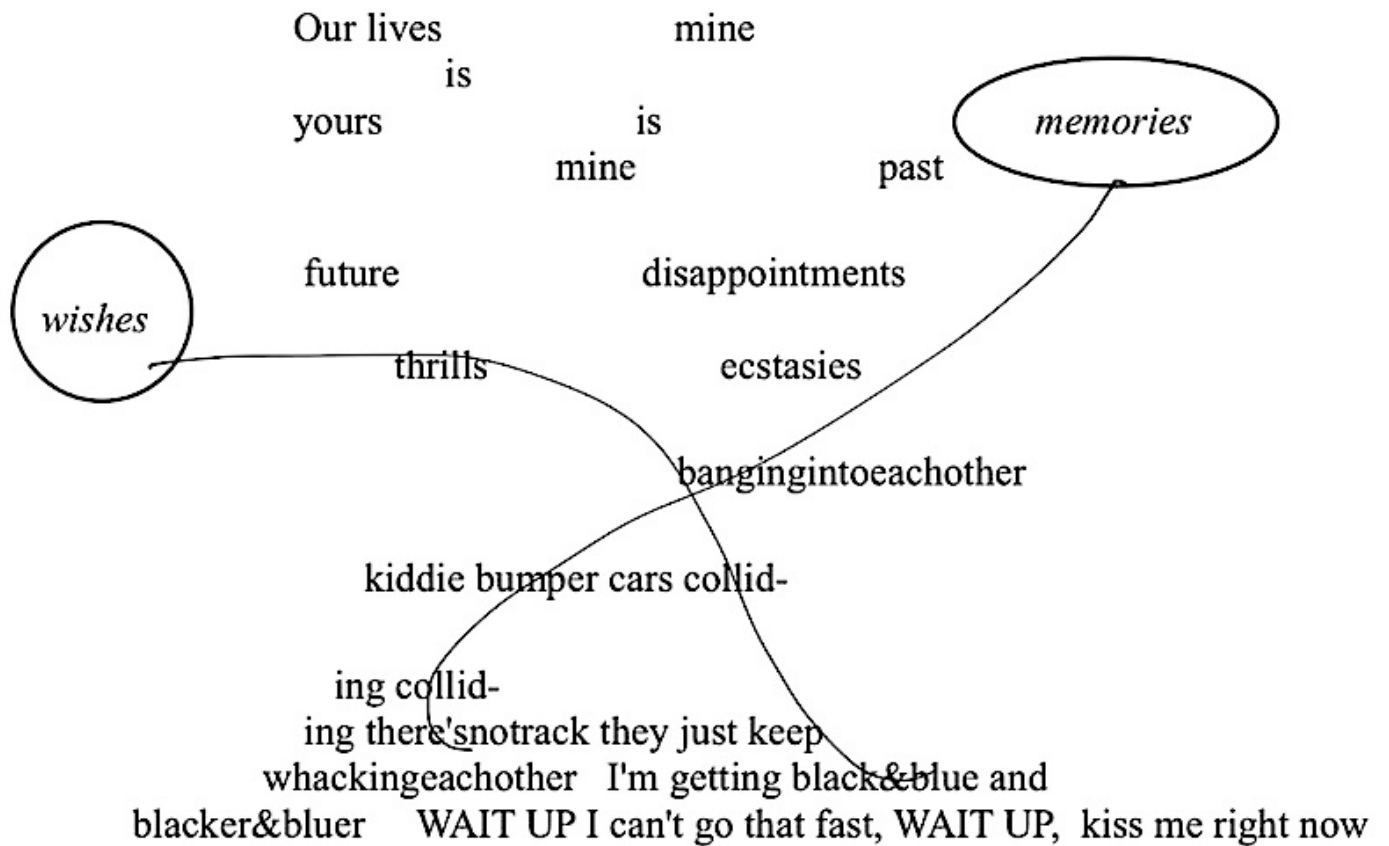 Our lives mine
is
yours is memories
mine past
future disappointments
wishes
thrills ecstasies
bangingintoeachother
kiddie bumper cars collid-
ing collid-
ing there'snotrack they just keep
whackingeachother I'm getting black&blue and
blacker&bluer WAIT UP I can't go that fast, WAIT UP, kiss me right now